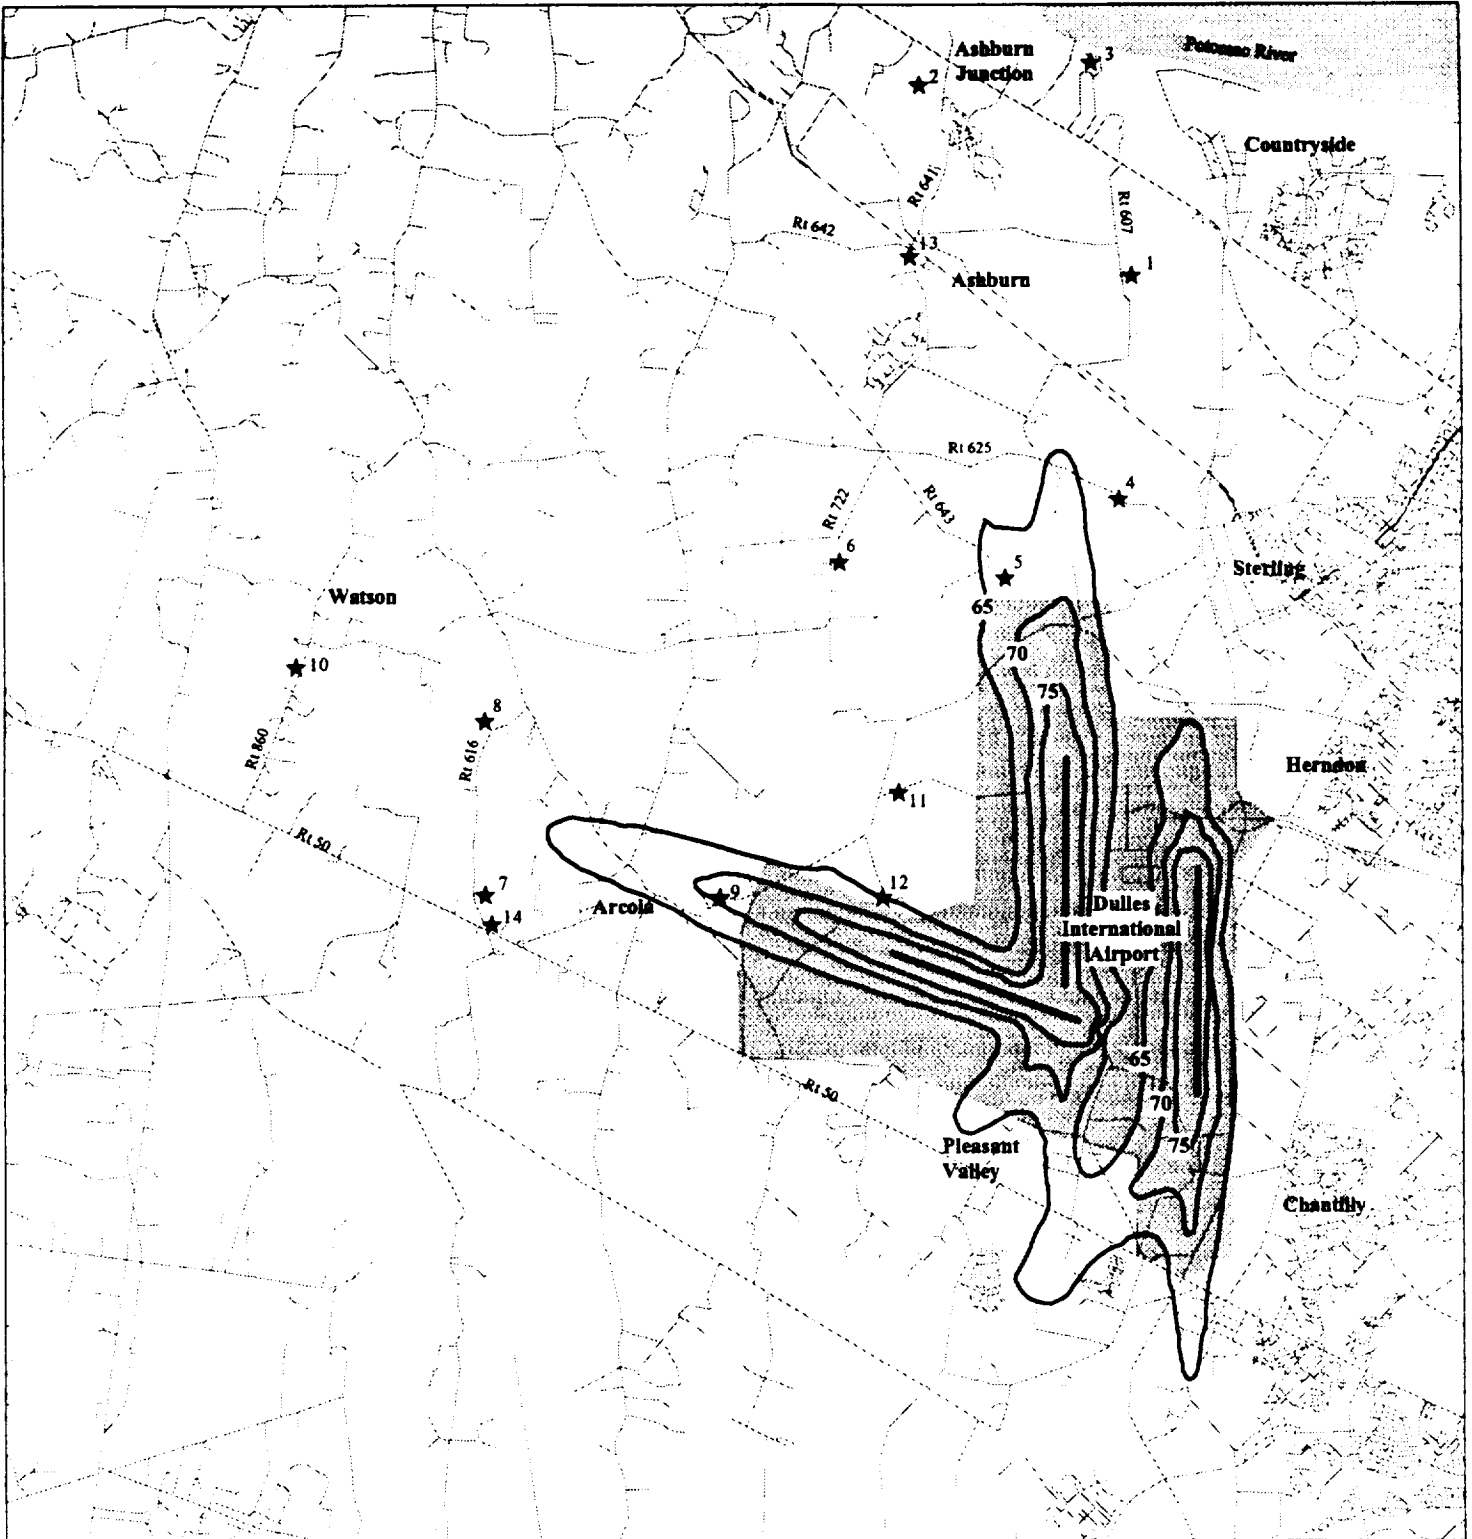 Ashburn
Junction
2
3
Potomac River
Countryside
Rt 641
Rt 607
Rt 642
13
Ashburn
1
Rt 625
4
Rt 722
Rt 643
6
5
Sterling
Watson
65
70
10
75
8
Rt 860
Rt 616
Herndon
11
Rt 50
7
14
Arcola
9
12
Dulles
International
Airport
65
Rt 50
70
75
Pleasant
Valley
Chantilly